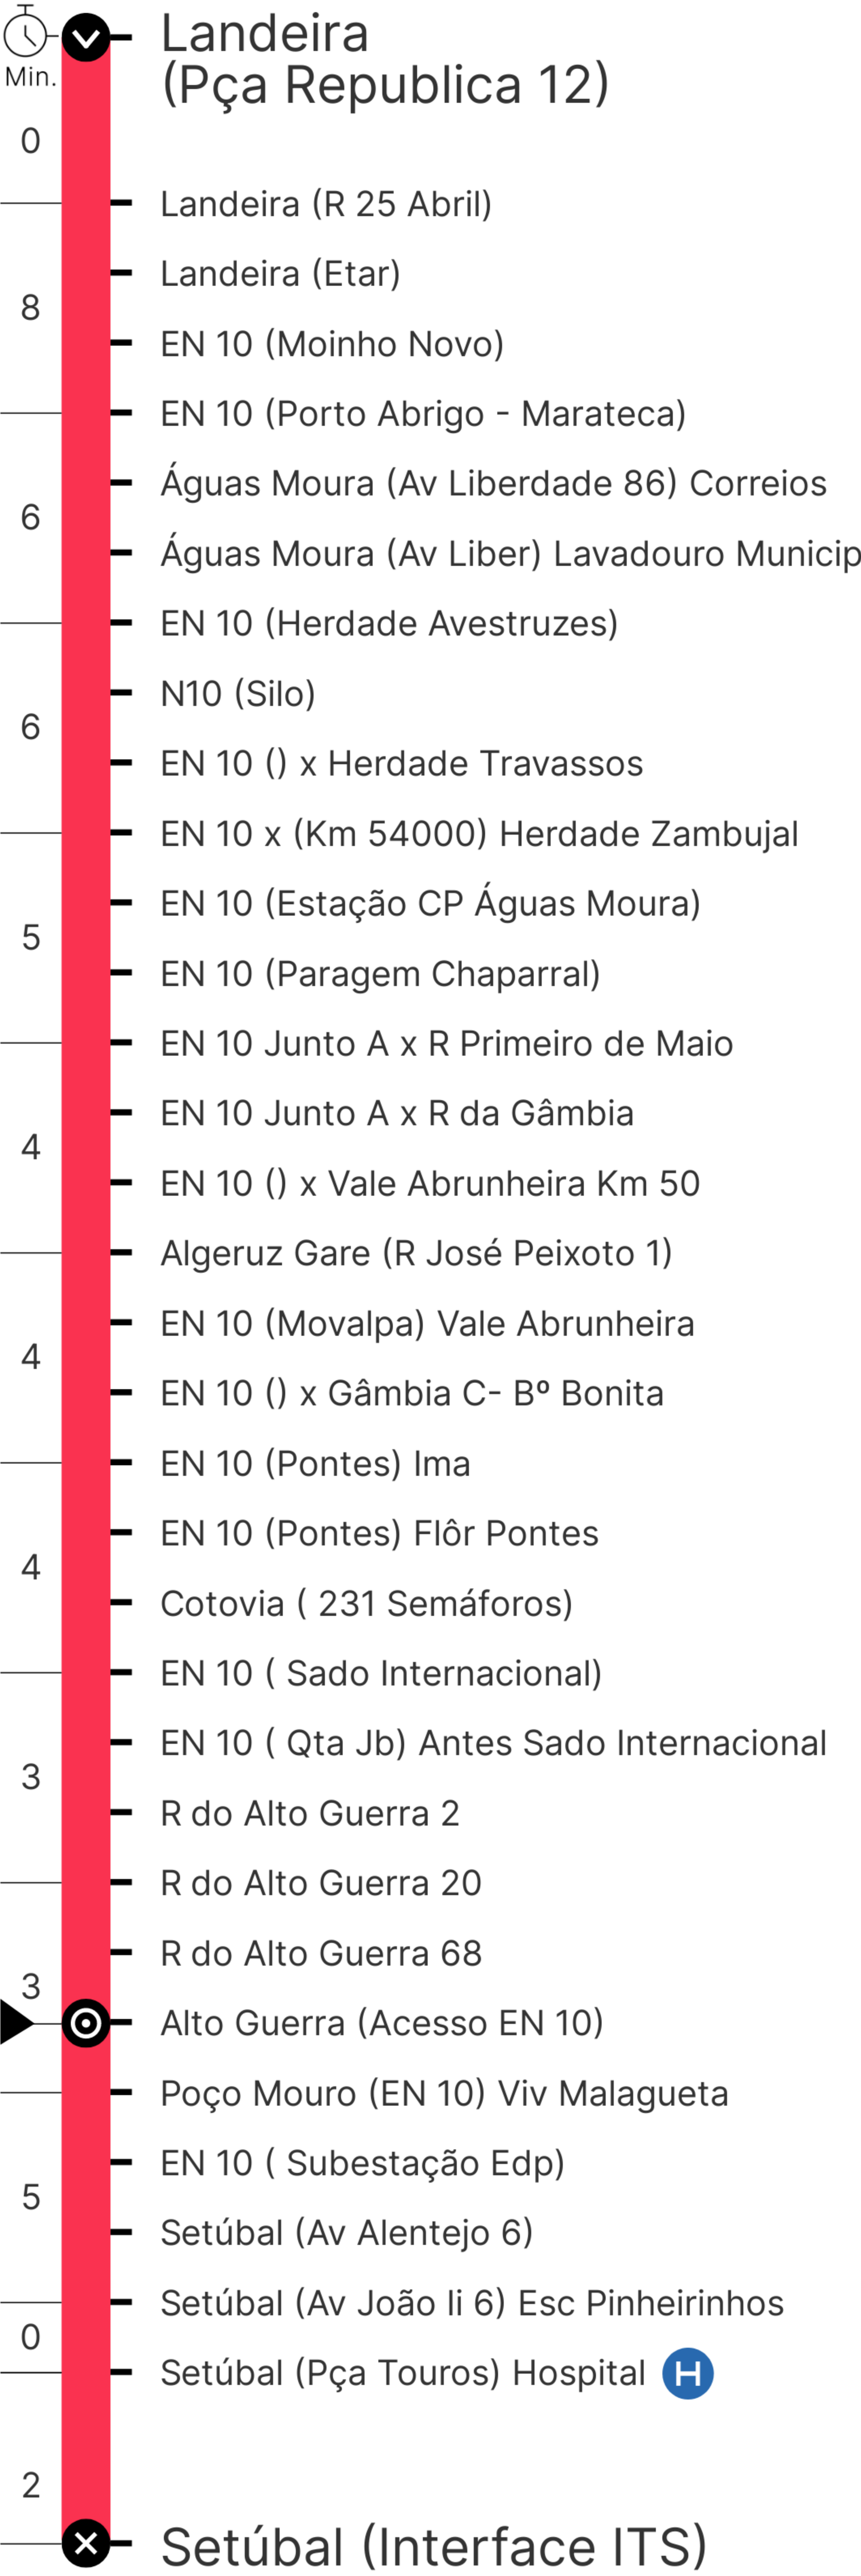 Landeira
(Pça Republica 12)
Min.
0
Landeira (R 25 Abril)
Landeira (Etar)
8
EN 10 (Moinho Novo)
EN 10 (Porto Abrigo - Marateca)
Águas Moura (Av Liberdade 86) Correios
6
Águas Moura (Av Liber) Lavadouro Municip
EN 10 (Herdade Avestruzes)
N10 (Silo)
6
EN 10 () x Herdade Travassos
EN 10 x (Km 54000) Herdade Zambujal
EN 10 (Estação CP Águas Moura)
5
EN 10 (Paragem Chaparral)
EN 10 Junto A x R Primeiro de Maio
EN 10 Junto A x R da Gâmbia
4
EN 10 () x Vale Abrunheira Km 50
Algeruz Gare (R José Peixoto 1)
EN 10 (Movalpa) Vale Abrunheira
4
EN 10 () x Gâmbia C- Bº Bonita
EN 10 (Pontes) Ima
EN 10 (Pontes) Flôr Pontes
4
Cotovia ( 231 Semáforos)
EN 10 ( Sado Internacional)
EN 10 ( Qta Jb) Antes Sado Internacional
3
R do Alto Guerra 2
R do Alto Guerra 20
R do Alto Guerra 68
3
Alto Guerra (Acesso EN 10)
Poço Mouro (EN 10) Viv Malagueta
EN 10 ( Subestação Edp)
5
Setúbal (Av Alentejo 6)
Setúbal (Av João Ii 6) Esc Pinheirinhos
0
Setúbal (Pça Touros) Hospital H
2
Setúbal (Interface ITS)